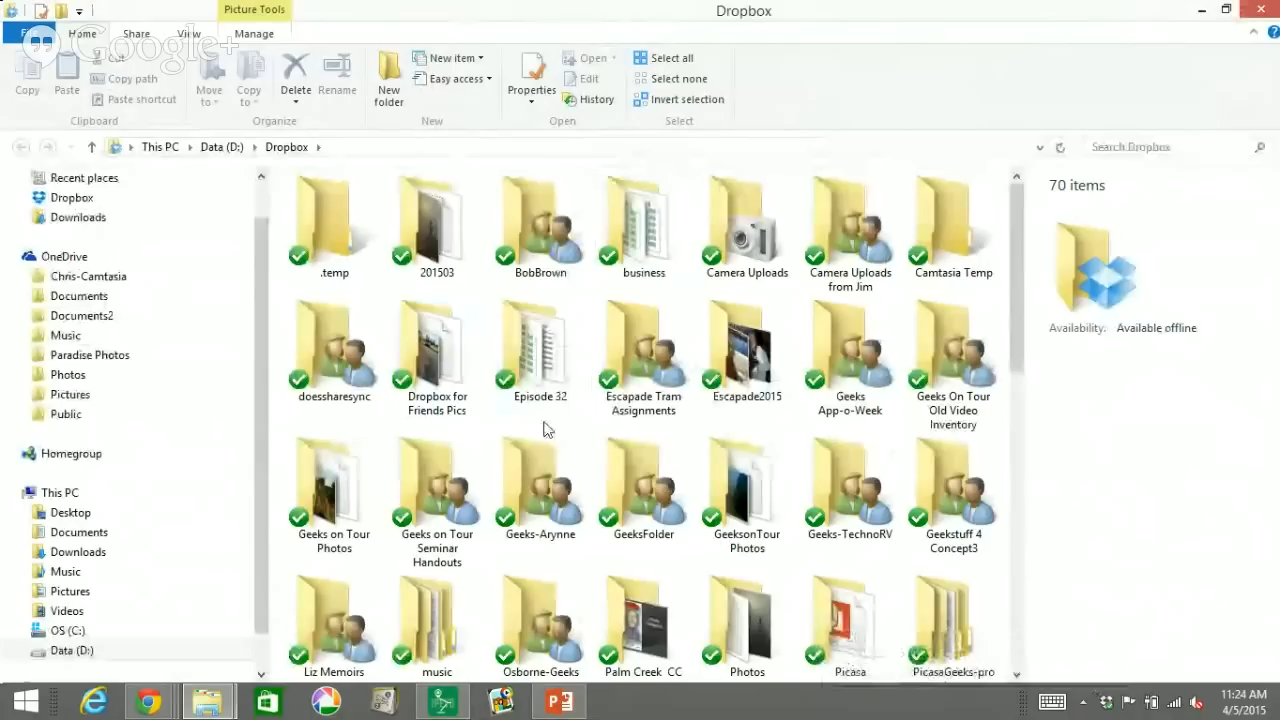 Picture Tools
Dropbox
Home
Share
View
Manage
Google+
Copy
Paste
Cut
Copy path
Paste shortcut
Clipboard
Move to
Copy to
Delete
Rename
Organize
New folder
New item
Easy access
New
Properties
Open
Edit
History
Open
Select all
Select none
Invert selection
Select
This PC
Data (D:)
Dropbox
Search Dropbox
Recent places
Dropbox
Downloads
OneDrive
Chris-Camtasia
Documents
Documents2
Music
Paradise Photos
Photos
Pictures
Public
Homegroup
This PC
Desktop
Documents
Downloads
Music
Pictures
Videos
OS (C:)
Data (D:)
.temp
201503
BobBrown
business
Camera Uploads
Camera Uploads
from Jim
Camtasia Temp
doessharesync
Dropbox for
Friends Pics
Episode 32
Escapade Tram
Assignments
Escapade2015
Geeks
App-o-Week
Geeks On Tour
Old Video
Inventory
Geeks on Tour
Photos
Geeks on Tour
Seminar
Handouts
Geeks-Arynne
GeeksFolder
GeeksonTour
Photos
Geeks-TechnoRV
Geekstuff 4
Concept3
Liz Memoirs
music
Osborne-Geeks
Palm Creek CC
Photos
Picasa
PicasaGeeks-pro
70 items
Availability: Available offline
11:24 AM
4/5/2015